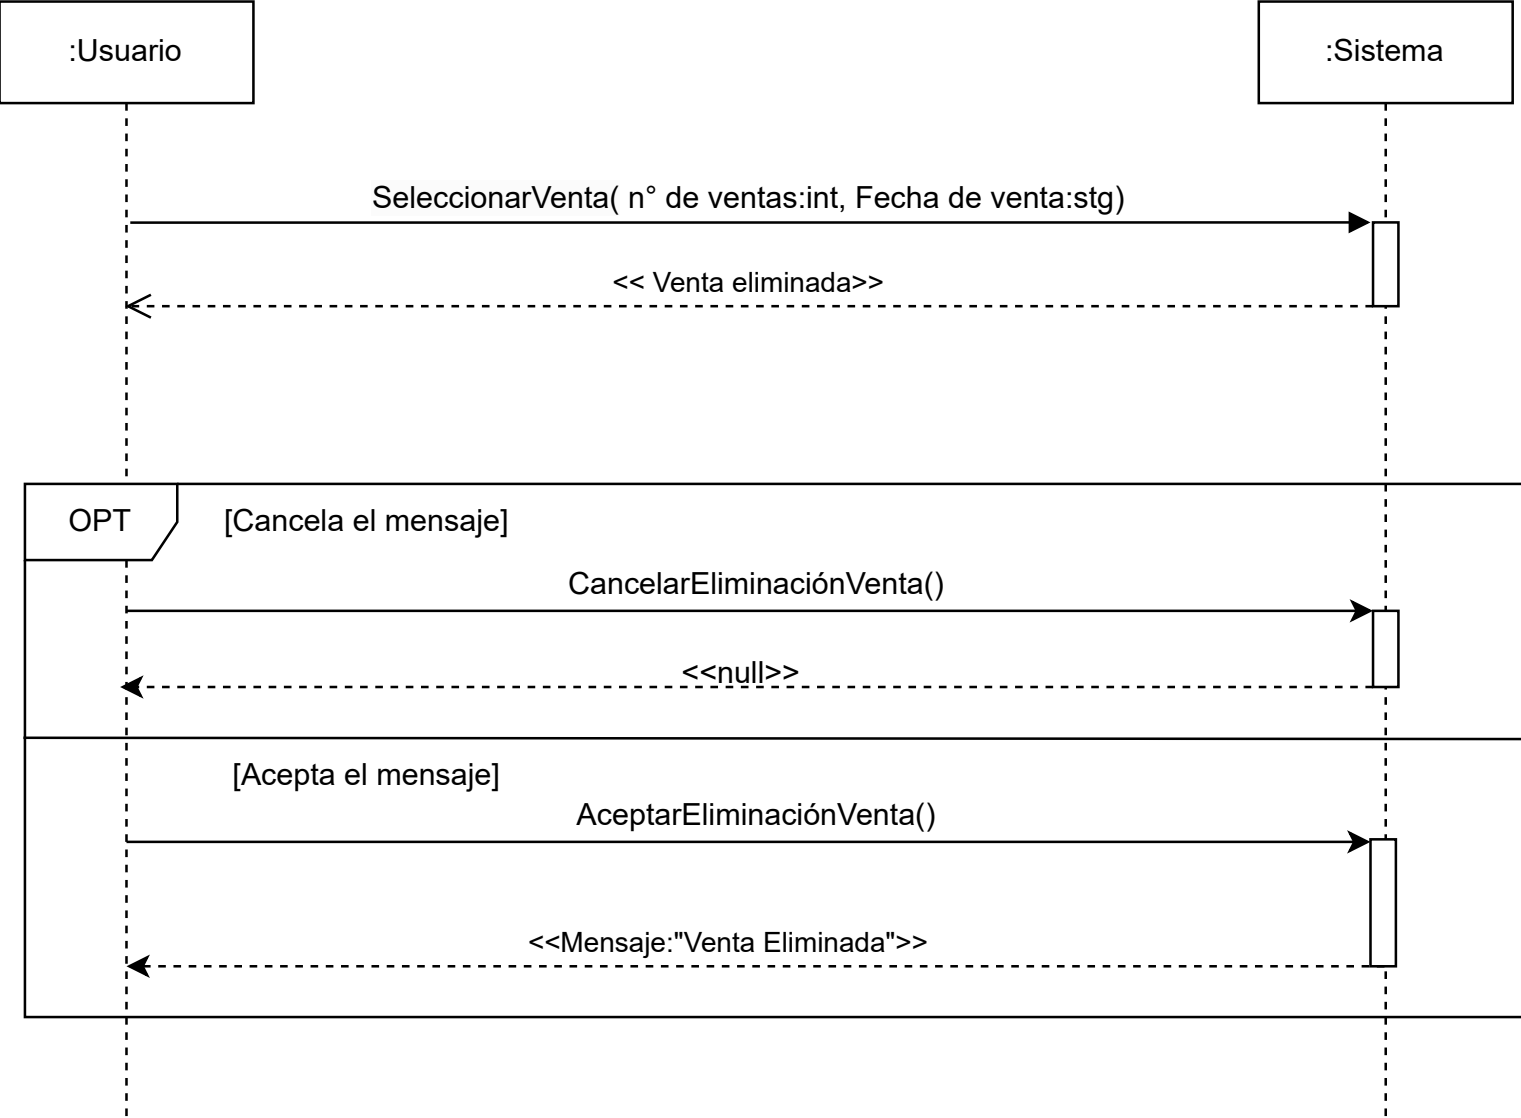 :Usuario
:Sistema
SeleccionarVenta( n° de ventas:int, Fecha de venta:stg)
<< Venta eliminada>>
OPT
[Cancela el mensaje]
CancelarEliminaciónVenta()
<<null>>
[Acepta el mensaje]
AceptarEliminaciónVenta()
<<Mensaje:"Venta Eliminada">>